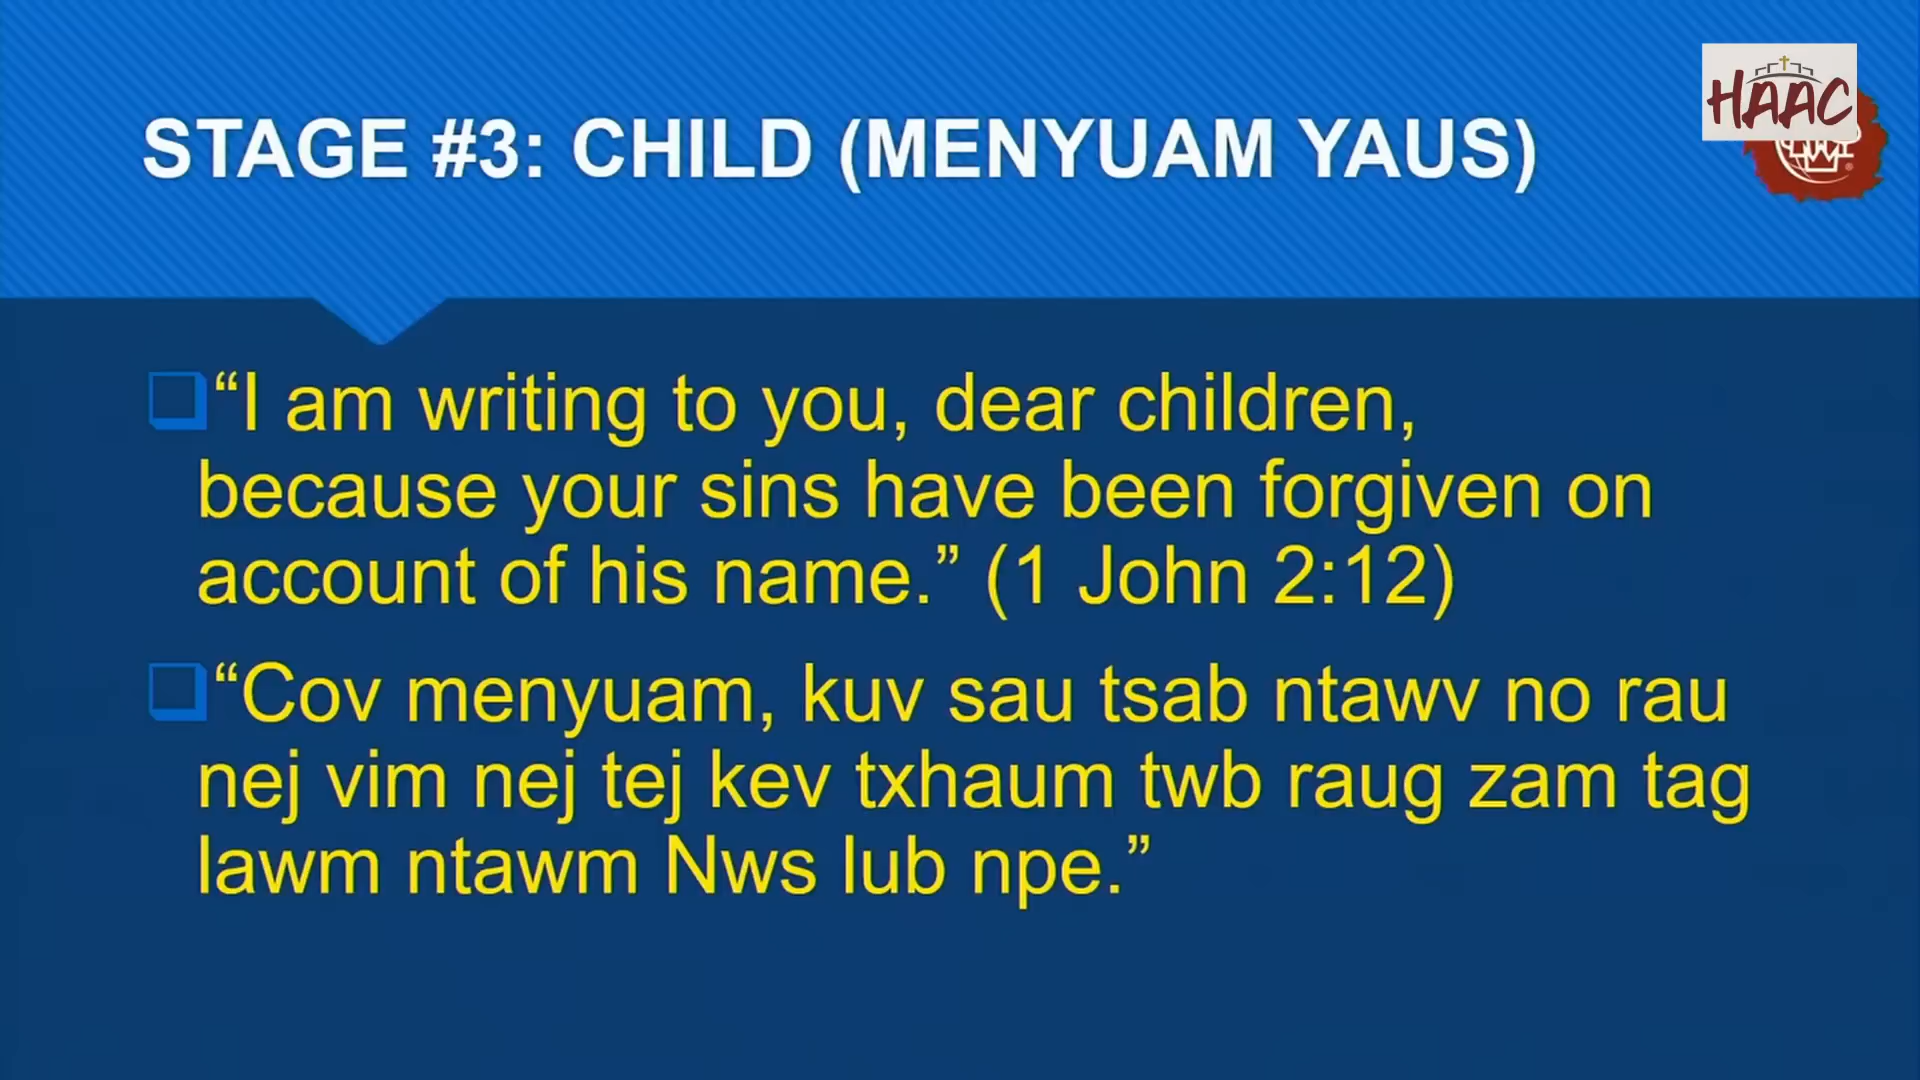 HAAC
STAGE #3: CHILD (MENYUAM YAUS)
“I am writing to you, dear children,
because your sins have been forgiven on
account of his name.” (1 John 2:12)
“Cov menyuam, kuv sau tsab ntawv no rau
nej vim nej tej kev txhaum twb raug zam tag
lawm ntawm Nws lub npe.”